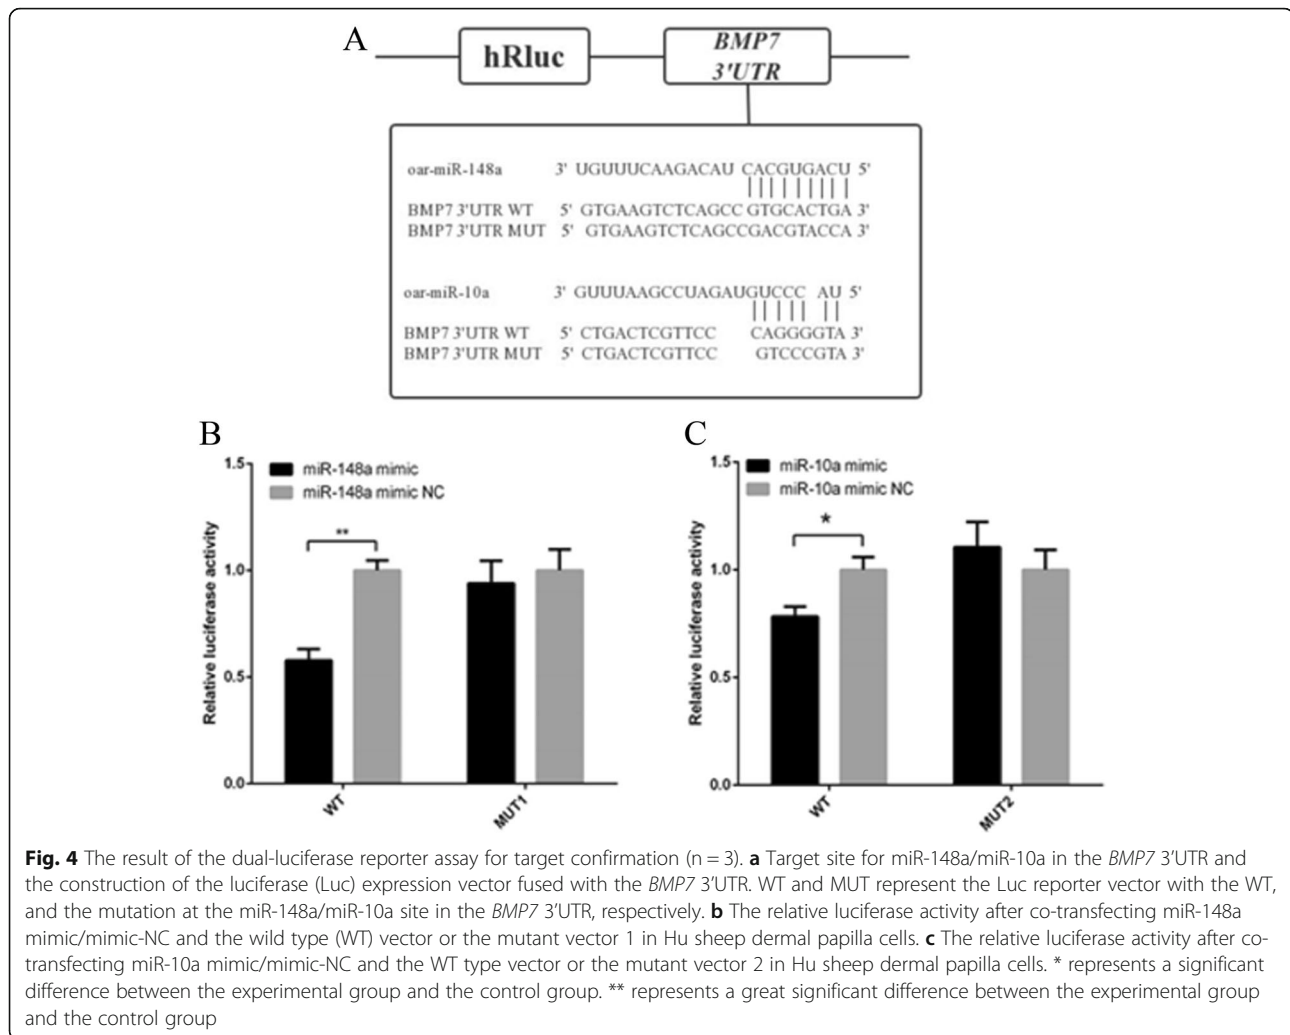 A
hRluc
BMP7
3'UTR
oar-miR-148a 3' UGUUUCAAGACAU CACGUGACU 5'
BMP7 3'UTR WT 5' GTGAAGTCTCAGCC GTGCACTGA 3'
BMP7 3'UTR MUT 5' GTGAAGTCTCAGCCGACGTACCA 3'
oar-miR-10a 3' GUUUAAGCCUAGAUGUCCC AU 5'
BMP7 3'UTR WT 5' CTGACTCGTTCC CAGGGGTA 3'
BMP7 3'UTR MUT 5' CTGACTCGTTCC GTCCCGTA 3'
B
miR-148a mimic
miR-148a mimic NC
Relative luciferase activity
1.5
1.0
0.5
0.0
**
WT
MUT1
C
miR-10a mimic
miR-10a mimic NC
Relative luciferase activity
1.5
1.0
0.5
0.0
*
WT
MUT2
Fig. 4 The result of the dual-luciferase reporter assay for target confirmation (n = 3). a Target site for miR-148a/miR-10a in the BMP7 3'UTR and
the construction of the luciferase (Luc) expression vector fused with the BMP7 3'UTR. WT and MUT represent the Luc reporter vector with the WT,
and the mutation at the miR-148a/miR-10a site in the BMP7 3'UTR, respectively. b The relative luciferase activity after co-transfecting miR-148a
mimic/mimic-NC and the wild type (WT) vector or the mutant vector 1 in Hu sheep dermal papilla cells. c The relative luciferase activity after co-
transfecting miR-10a mimic/mimic-NC and the WT type vector or the mutant vector 2 in Hu sheep dermal papilla cells. * represents a significant
difference between the experimental group and the control group. ** represents a great significant difference between the experimental group
and the control group